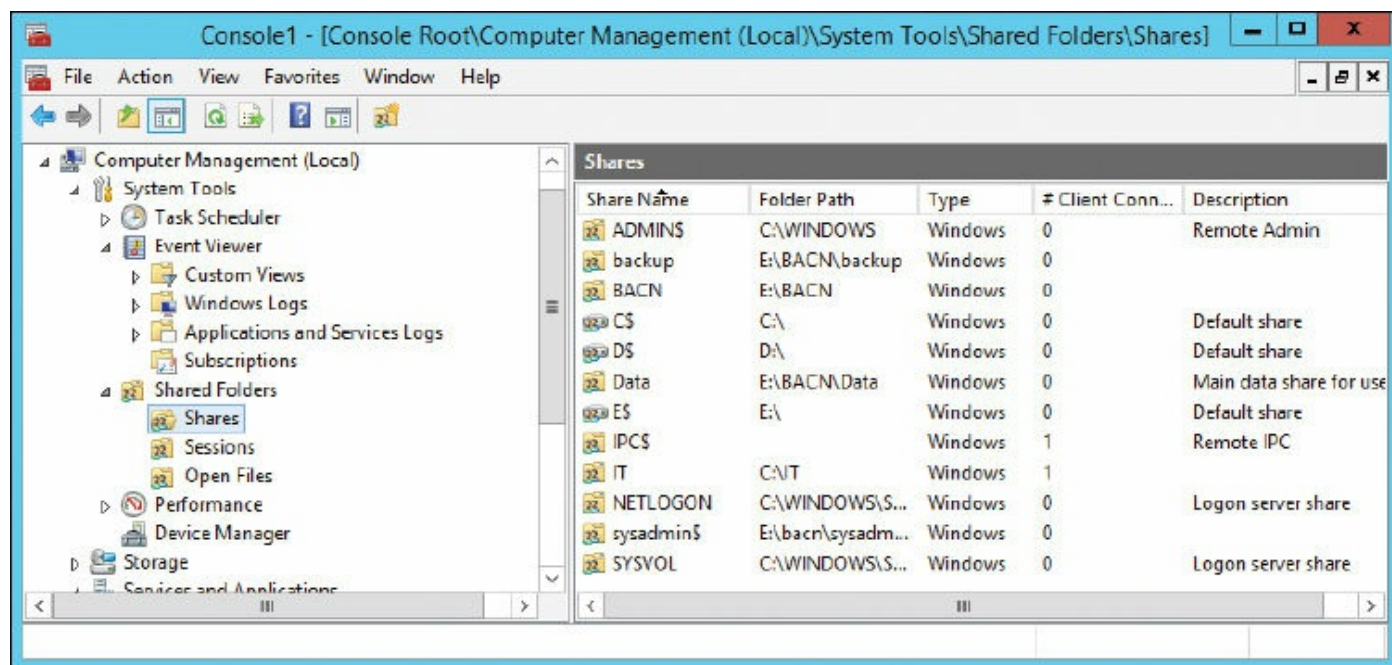 Console1 - [Console Root\Computer Management (Local)\System Tools\Shared Folders\Shares]
File Action View Favorites Window Help
Computer Management (Local)
System Tools
Task Scheduler
Event Viewer
Custom Views
Windows Logs
Applications and Services Logs
Subscriptions
Shared Folders
Shares
Sessions
Open Files
Performance
Device Manager
Storage
Services and Applications
Shares
Share Name Folder Path Type # Client Conn... Description
ADMIN$ C:\WINDOWS Windows 0 Remote Admin
backup E:\BACN\backup Windows 0
BACN E:\BACN Windows 0
C$ C:\ Windows 0 Default share
D$ D:\ Windows 0 Default share
Data E:\BACN\Data Windows 0 Main data share for use
E$ E:\ Windows 0 Default share
IPC$ Windows 1 Remote IPC
IT C:\IT Windows 1
NETLOGON C:\WINDOWS\S... Windows 0 Logon server share
sysadmin$ E:\bacn\sysadm... Windows 0
SYSVOL C:\WINDOWS\S... Windows 0 Logon server share